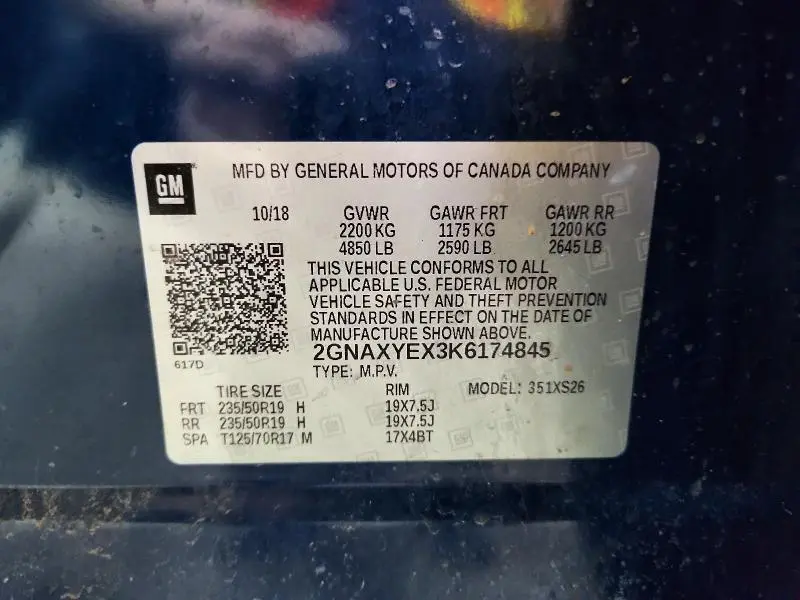 GM
MFD BY GENERAL MOTORS OF CANADA COMPANY
10/18 GVWR GAWR FRT GAWR RR
2200 KG 1175 KG 1200 KG
4850 LB 2590 LB 2645 LB
THIS VEHICLE CONFORMS TO ALL
APPLICABLE U.S. FEDERAL MOTOR
VEHICLE SAFETY AND THEFT PREVENTION
STANDARDS IN EFFECT ON THE DATE OF
MANUFACTURE SHOWN ABOVE.
2GNAXYEX3K6174845
617D
TYPE: M.P.V.
TIRE SIZE RIM MODEL: 351XS26
FRT 235/50R19 H 19X7.5J
RR 235/50R19 H 19X7.5J
SPA T125/70R17 M 17X4BT